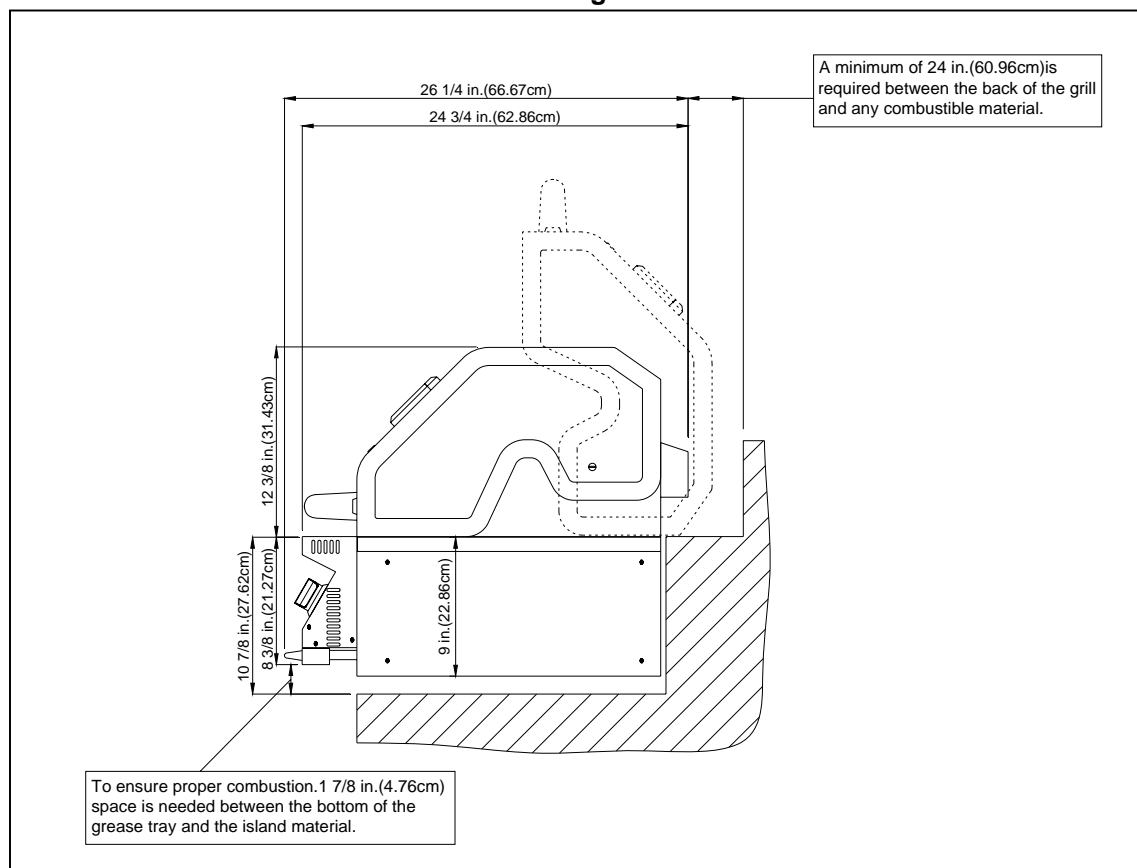 26 1/4 in.(66.67cm)
24 3/4 in.(62.86cm)
A minimum of 24 in.(60.96cm)is
required between the back of the grill
and any combustible material.
12 3/8 in.(31.43cm)
10 7/8 in.(27.62cm)
8 3/8 in.(21.27cm)
9 in.(22.86cm)
To ensure proper combustion.1 7/8 in.(4.76cm)
space is needed between the bottom of the
grease tray and the island material.